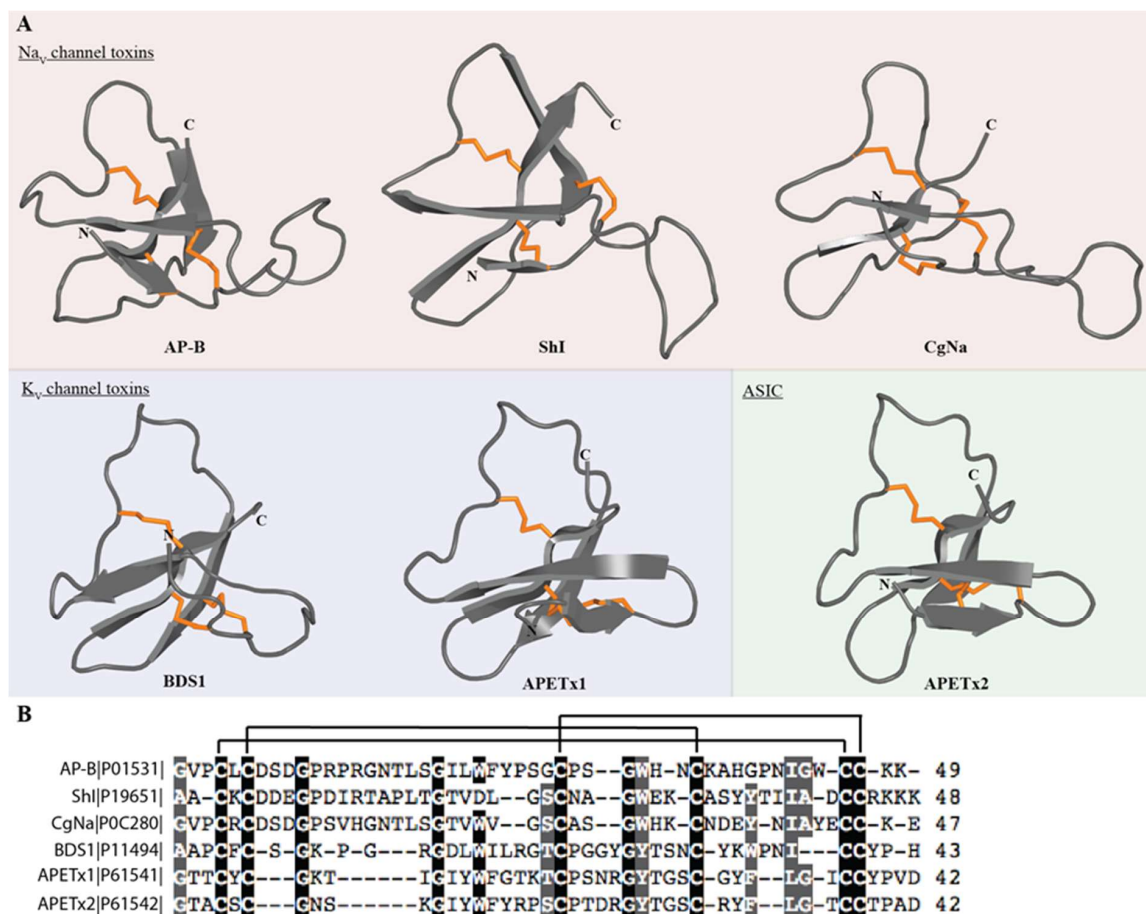 A
Nav channel toxins
C
N
AP-B
C
N
ShI
C
N
CgNa
Kv channel toxins
N
C
BDS1
C
N
APETx1
ASIC
C
N
APETx2
B
AP-B|P01531| GVPCLCDSDGPRPRGNTLSGILWFYPSGCPS--GWHN-CKAHGPNIGW-CC-KK- 49
ShI|P19651| AA-CKCDDEGPDIRTAPLTGTVDL--GSCNA--GWEK-CASYYTIIA-DCCRKKK 48
CgNa|P0C280| GVPCRCDSDGPSVHGNTLSGTVWV--GSCAS--GWHK-CNDEY-NIAYECC-K-E 47
BDS1|P11494| AAPCFC-S-GK-P-G---RGDLWILRGTCPGGYGYTSNC-YKWPNI---CCYP-H 43
APETx1|P61541| GTTCYC---GKT------IGIYWFGTKTCPSNRGYTGSC-GYF--LG-ICCYPVD 42
APETx2|P61542| GTACSC---GNS------KGIYWFYRPSCPTDRGYTGSC-RYF--LG-TCCTPAD 42